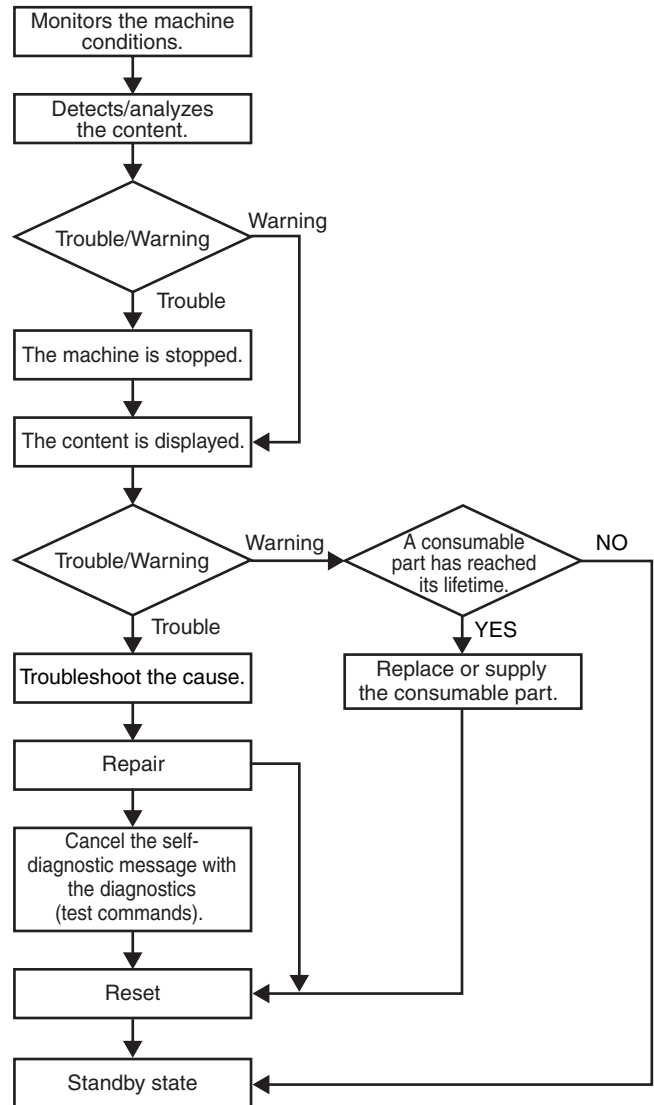 Monitors the machine
conditions.
Detects/analyzes
the content.
Trouble/Warning
Warning
Trouble
The machine is stopped.
The content is displayed.
Trouble/Warning
Warning
A consumable
part has reached
its lifetime.
NO
Trouble
YES
Troubleshoot the cause.
Replace or supply
the consumable part.
Repair
Cancel the self-
diagnostic message with
the diagnostics
(test commands).
Reset
Standby state